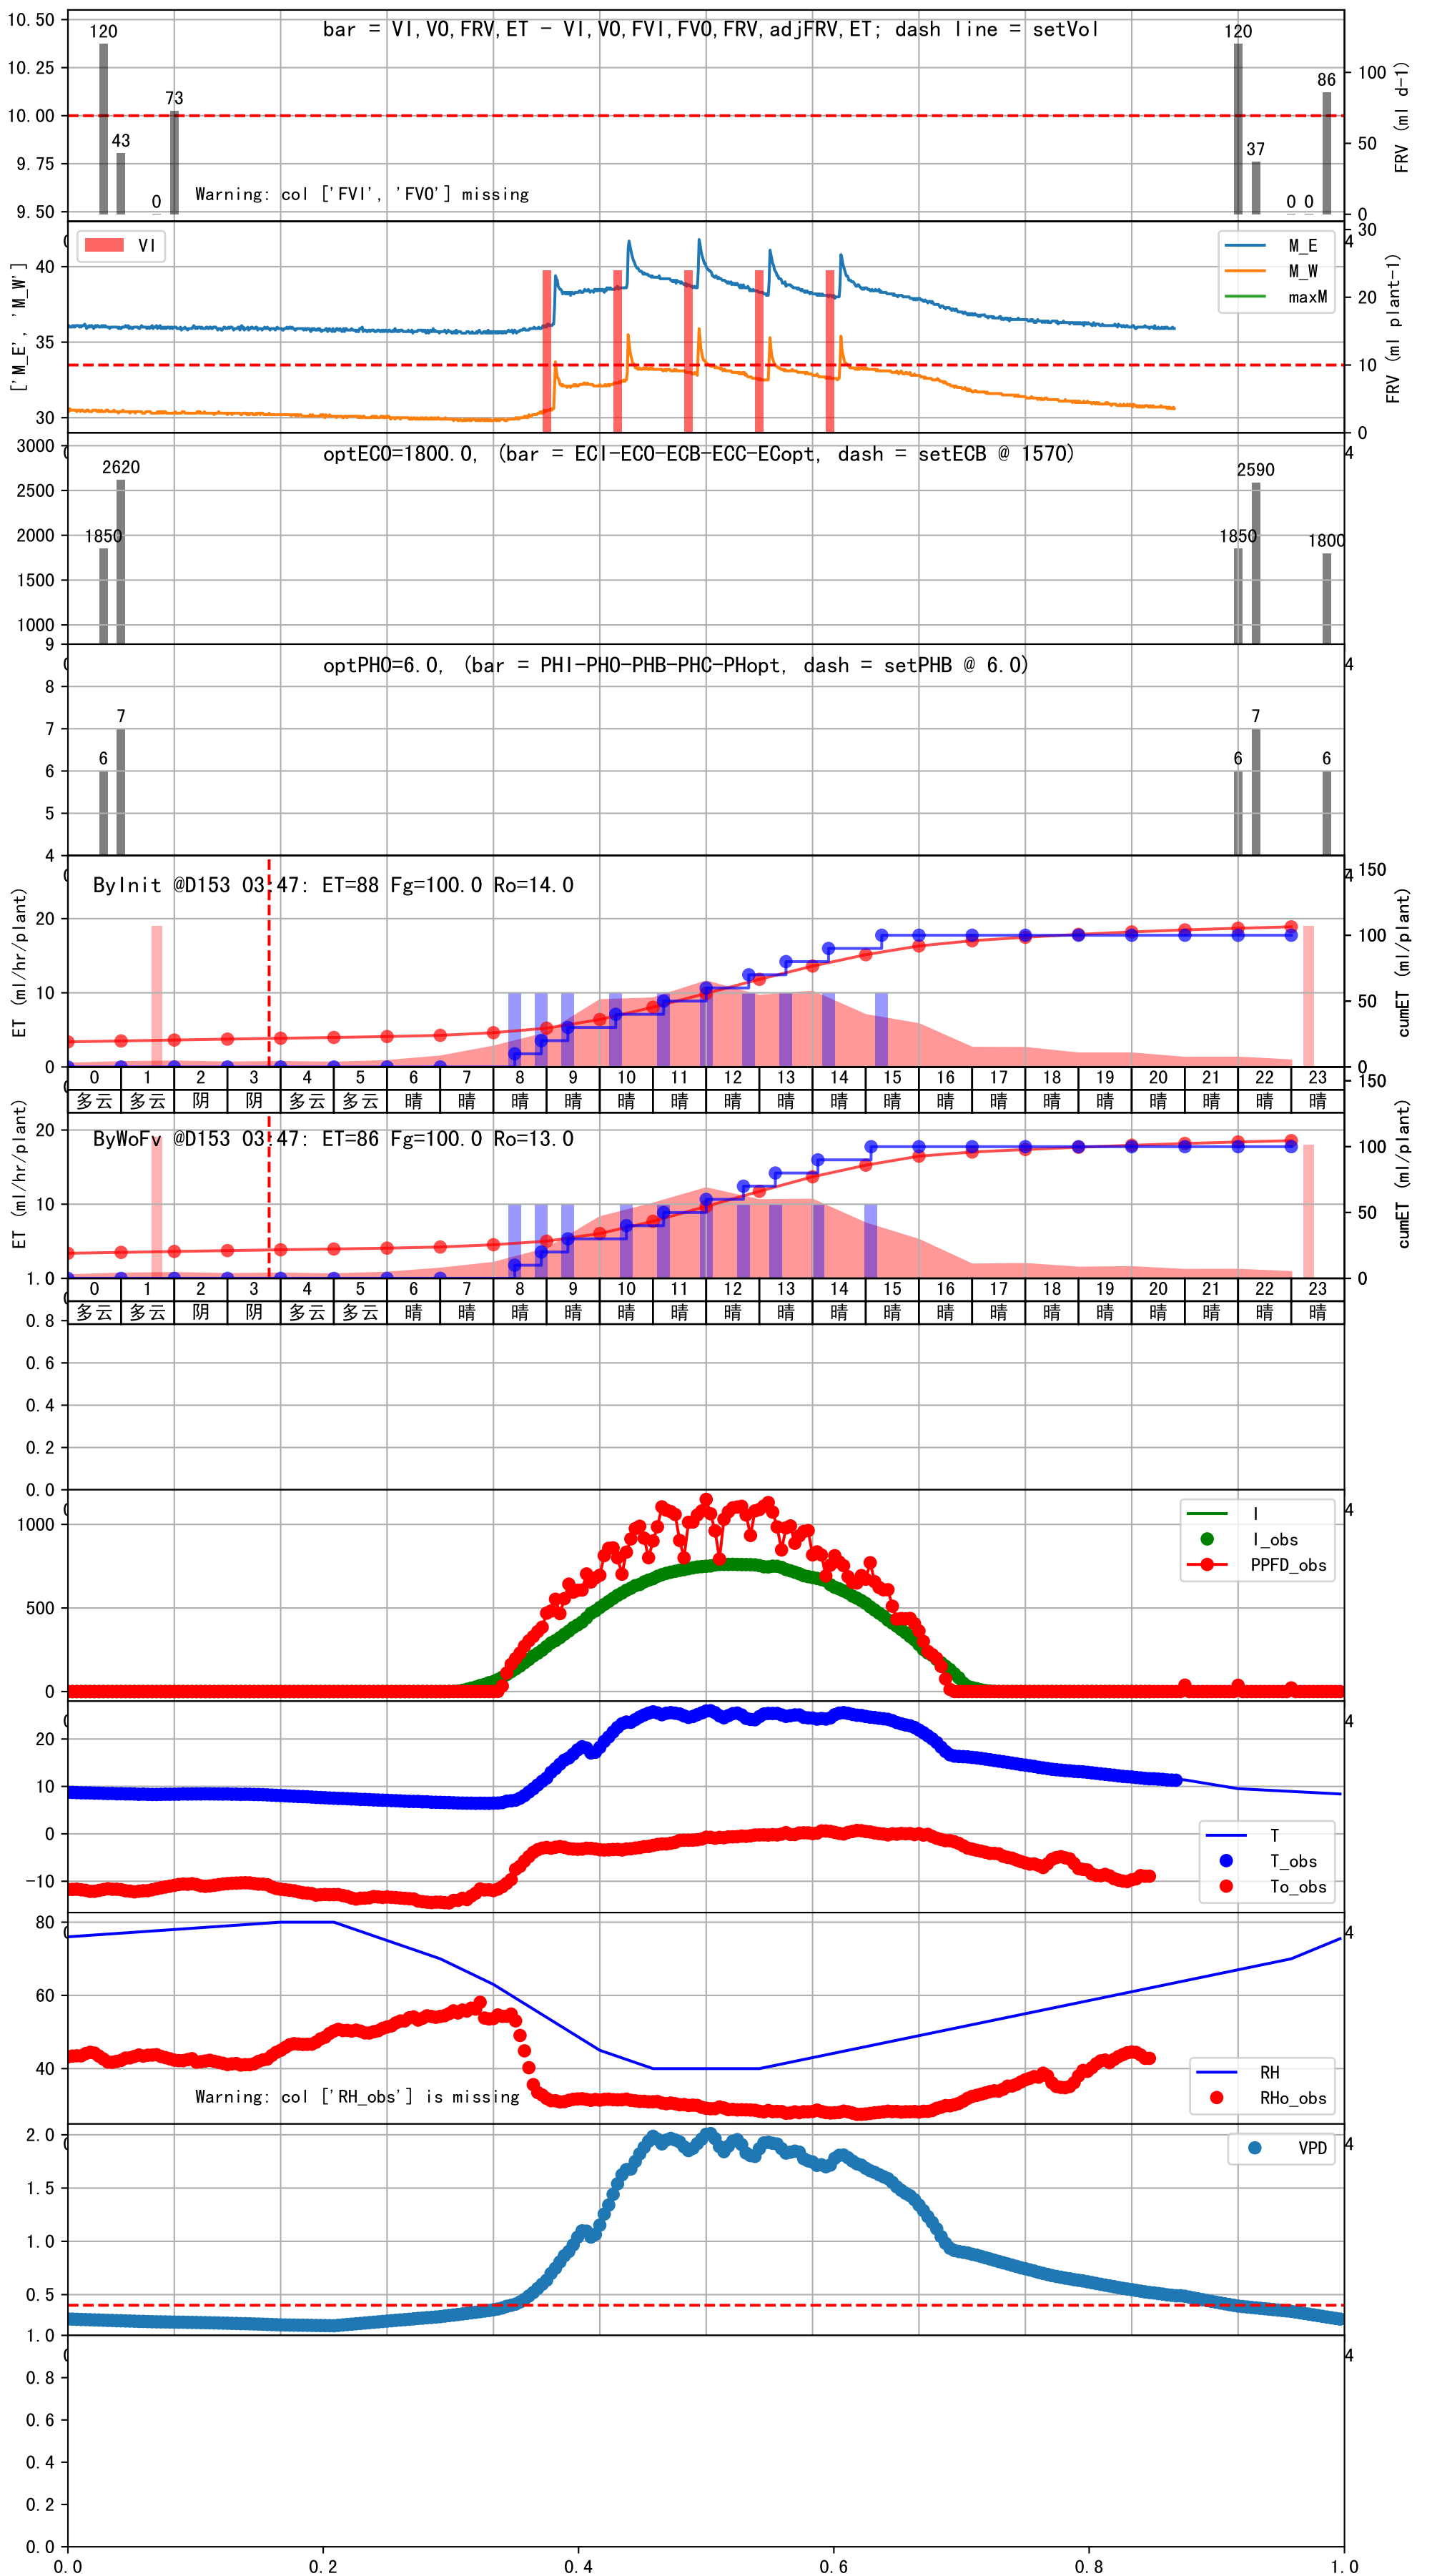 bar = VI,VO,FRV,ET - VI,VO,FVI,FVO,FRV,adjFRV,ET; dash line = setVol
10.50
10.25
10.00
9.75
9.50
120
43
0
73
120
37
0 0
86
100
50
0
FRV (ml d-1)
Warning: col ['FVI', 'FVO'] missing
['M_E', 'M_W']
40
35
30
VI
M_E
M_W
maxM
4
30
20
10
0
FRV (ml plant-1)
optECO=1800.0, (bar = ECI-ECO-ECB-ECC-ECopt, dash = setECB @ 1570)
3000
2500
2000
1500
1000
1850
2620
1850
2590
1800
4
optPHO=6.0, (bar = PHI-PHO-PHB-PHC-PHopt, dash = setPHB @ 6.0)
9
8
7
6
5
4
6
7
6
7
6
4
ByInit @D153 03:47: ET=88 Fg=100.0 Ro=14.0
ET (ml/hr/plant)
20
10
0
4
150
100
50
0
cumET (ml/plant)
0 1 2 3 4 5 6 7 8 9 10 11 12 13 14 15 16 17 18 19 20 21 22 23
多云 多云 阴 阴 多云 多云 晴 晴 晴 晴 晴 晴 晴 晴 晴 晴 晴 晴 晴 晴 晴 晴 晴 晴
ByWoFv @D153 03:47: ET=86 Fg=100.0 Ro=13.0
ET (ml/hr/plant)
20
10
150
100
50
0
cumET (ml/plant)
0 1 2 3 4 5 6 7 8 9 10 11 12 13 14 15 16 17 18 19 20 21 22 23
多云 多云 阴 阴 多云 多云 晴 晴 晴 晴 晴 晴 晴 晴 晴 晴 晴 晴 晴 晴 晴 晴 晴 晴
1.0
0.8
0.6
0.4
0.2
0.0
1000
500
0
I
I_obs
PPFD_obs
4
20
10
0
-10
T
T_obs
To_obs
4
80
60
40
Warning: col ['RH_obs'] is missing
RH
RHo_obs
4
2.0
1.5
1.0
0.5
VPD
4
1.0
0.8
0.6
0.4
0.2
0.0
4
0.0 0.2 0.4 0.6 0.8 1.0